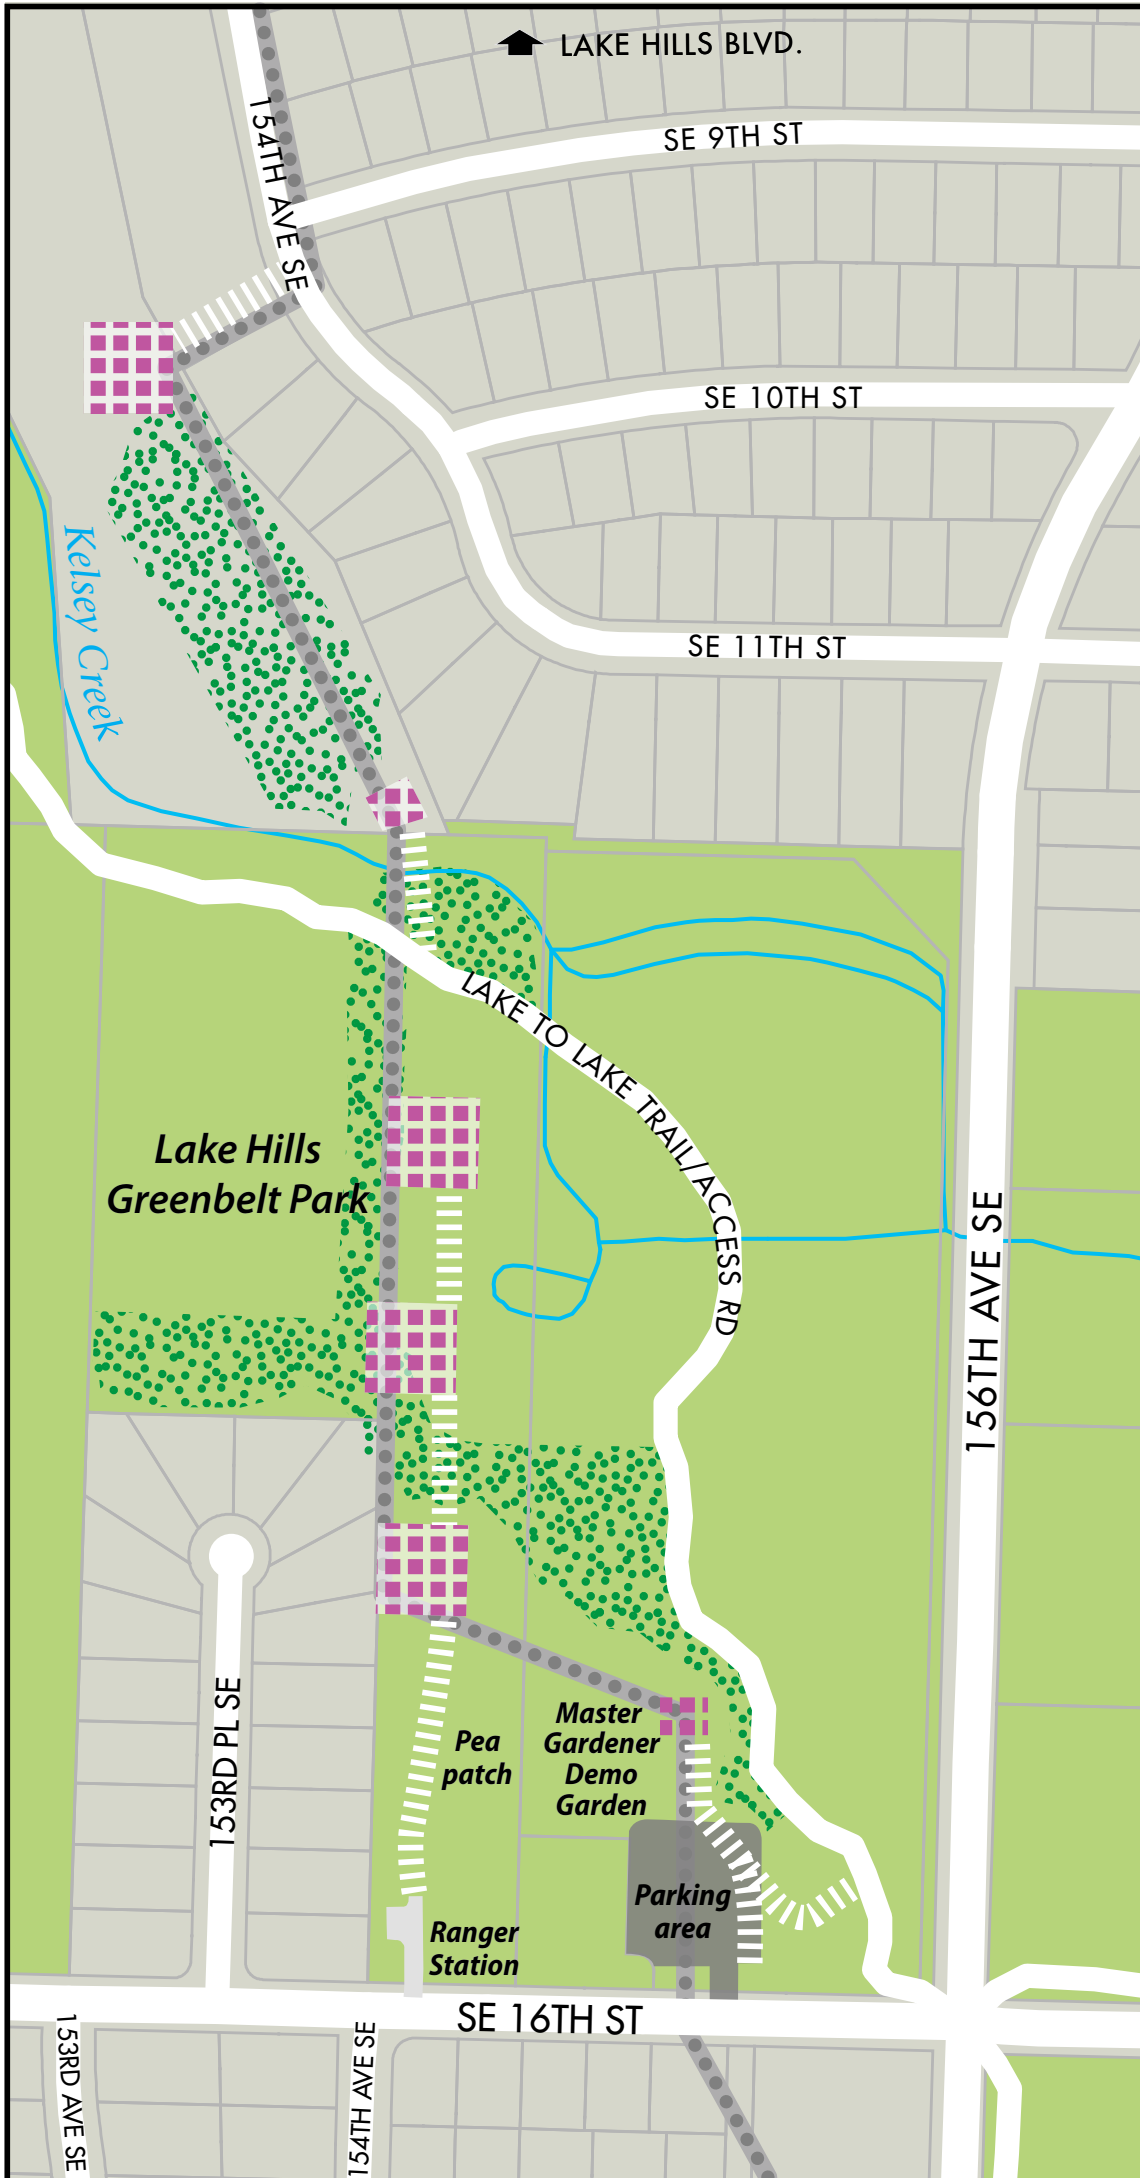 LAKE HILLS BLVD.
SE 9TH ST
154TH AVE SE
SE 10TH ST
Kelsey Creek
SE 11TH ST
LAKE TO LAKE TRAIL/ACCESS RD
Lake Hills
Greenbelt Park
156TH AVE SE
153RD PL SE
Pea
patch
Master
Gardener
Demo
Garden
Parking
area
Ranger
Station
SE 16TH ST
153RD AVE SE
154TH AVE SE